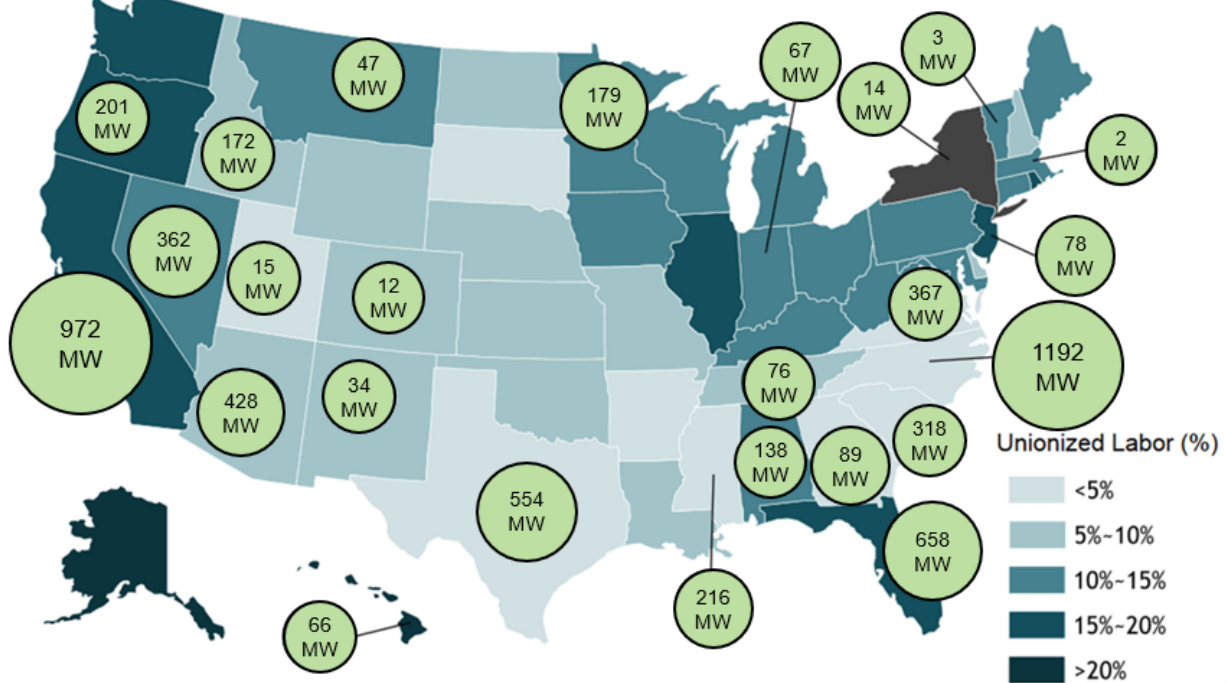 67
MW
3
MW
47
MW
14
MW
179
MW
201
MW
172
MW
2
MW
362
MW
15
MW
12
MW
78
MW
367
MW
972
MW
1192
MW
76
MW
34
MW
428
MW
318
MW
138
MW
89
MW
554
MW
658
MW
216
MW
66
MW
Unionized Labor (%)
<5%
5%~10%
10%~15%
15%~20%
>20%